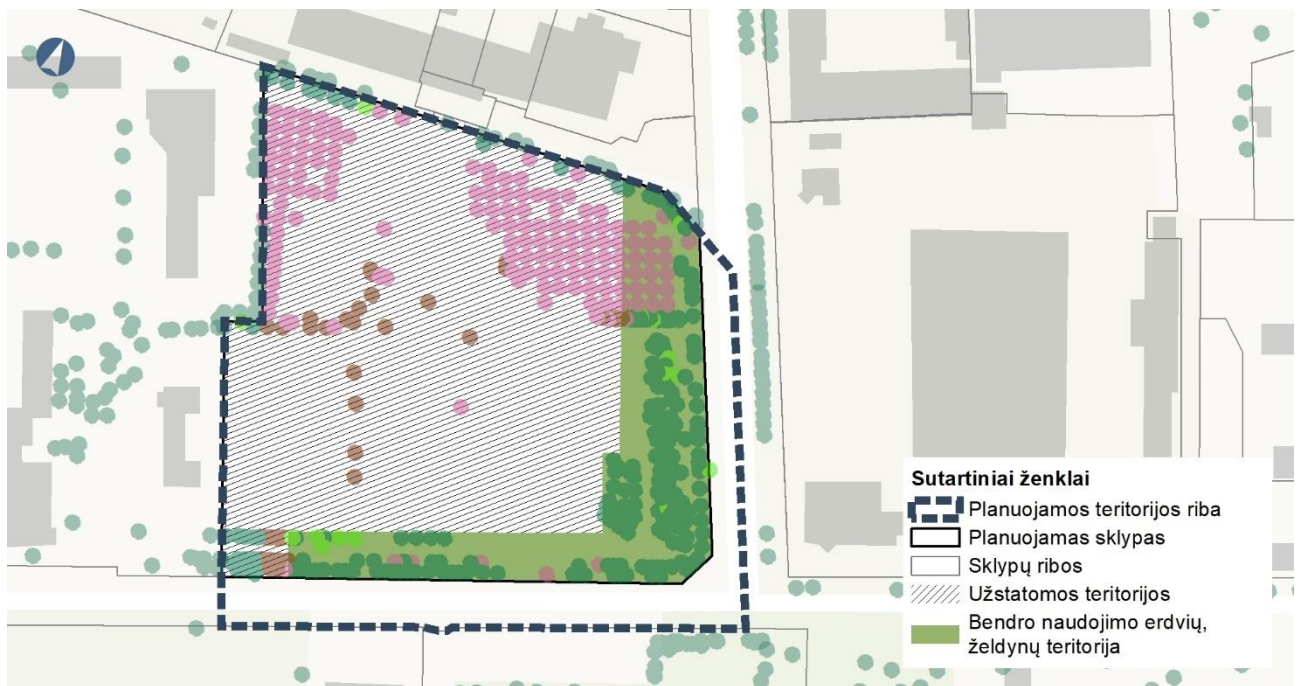 Sutartiniai ženklai
Planuojamos teritorijos riba
Planuojamas sklypas
Sklypų ribos
Užstatomos teritorijos
Bendro naudojimo erdvių,
želdynų teritorija